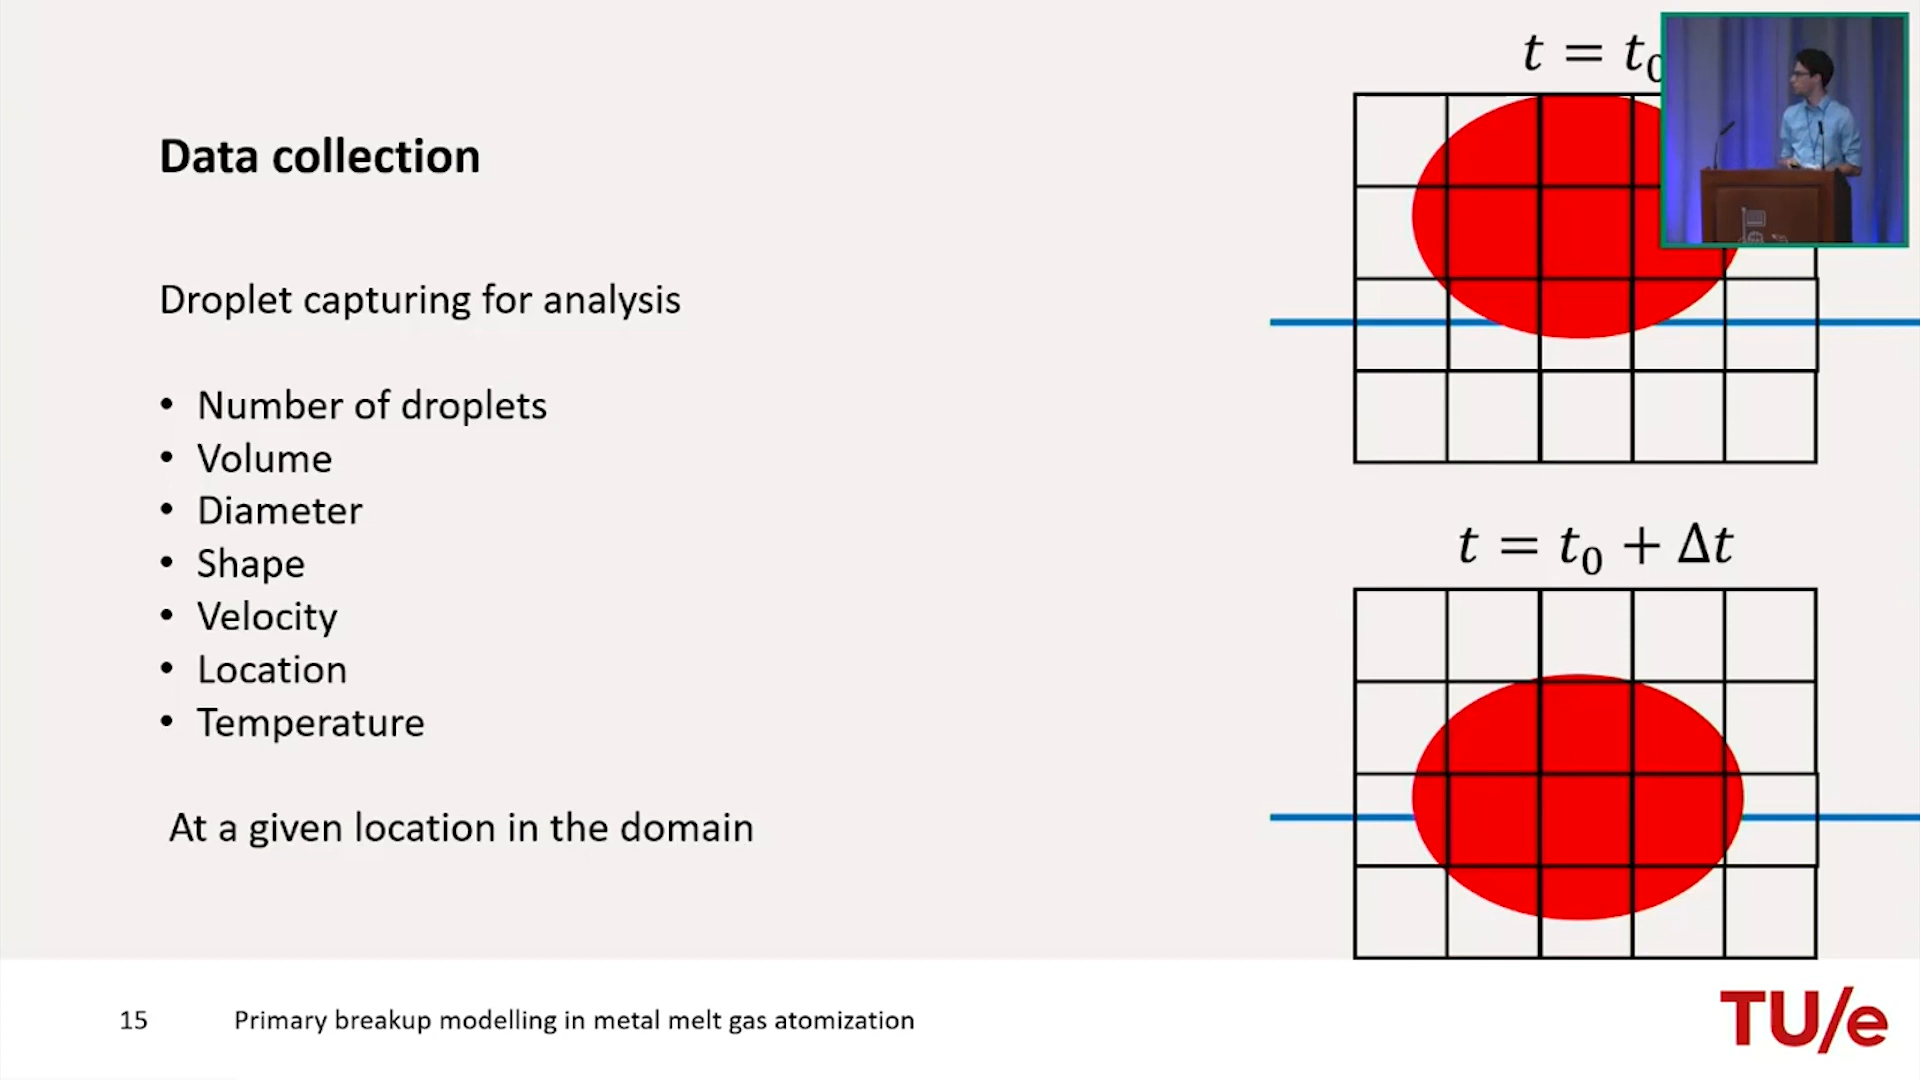 Data collection
Droplet capturing for analysis
• Number of droplets
• Volume
• Diameter
• Shape
• Velocity
• Location
• Temperature
At a given location in the domain
t = t₀
t = t₀ + Δt
15 Primary breakup modelling in metal melt gas atomization
TU/e